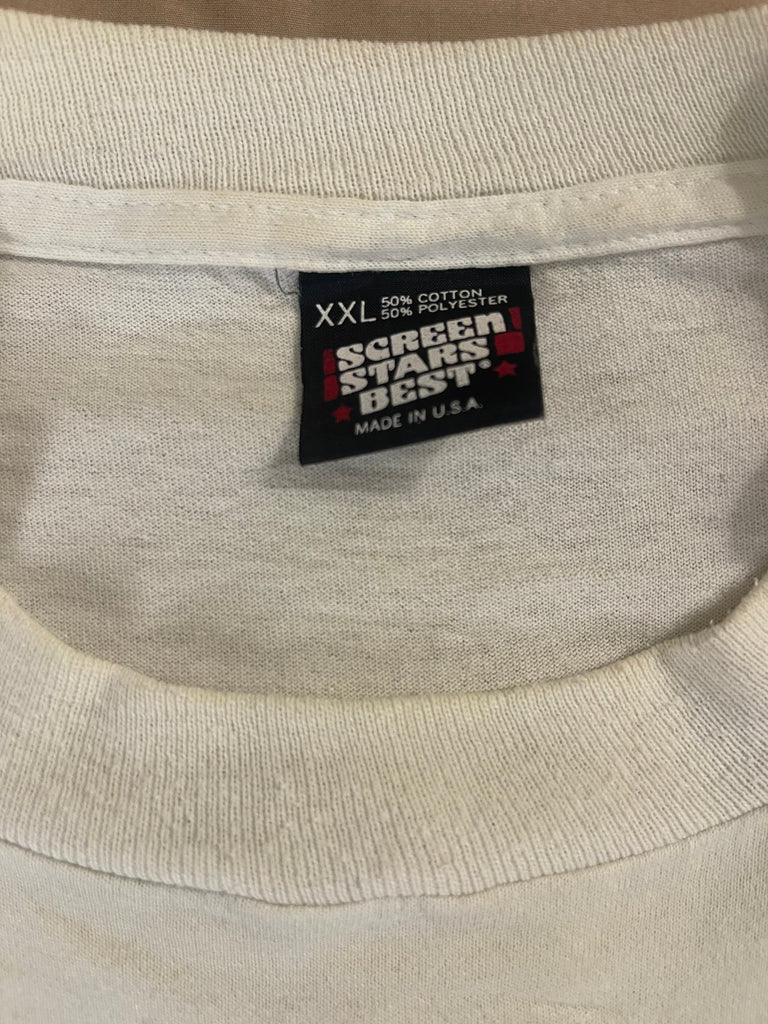 XXL 50% COTTON
50% POLYESTER
SCREEN
STARS
BEST®
MADE IN U.S.A.